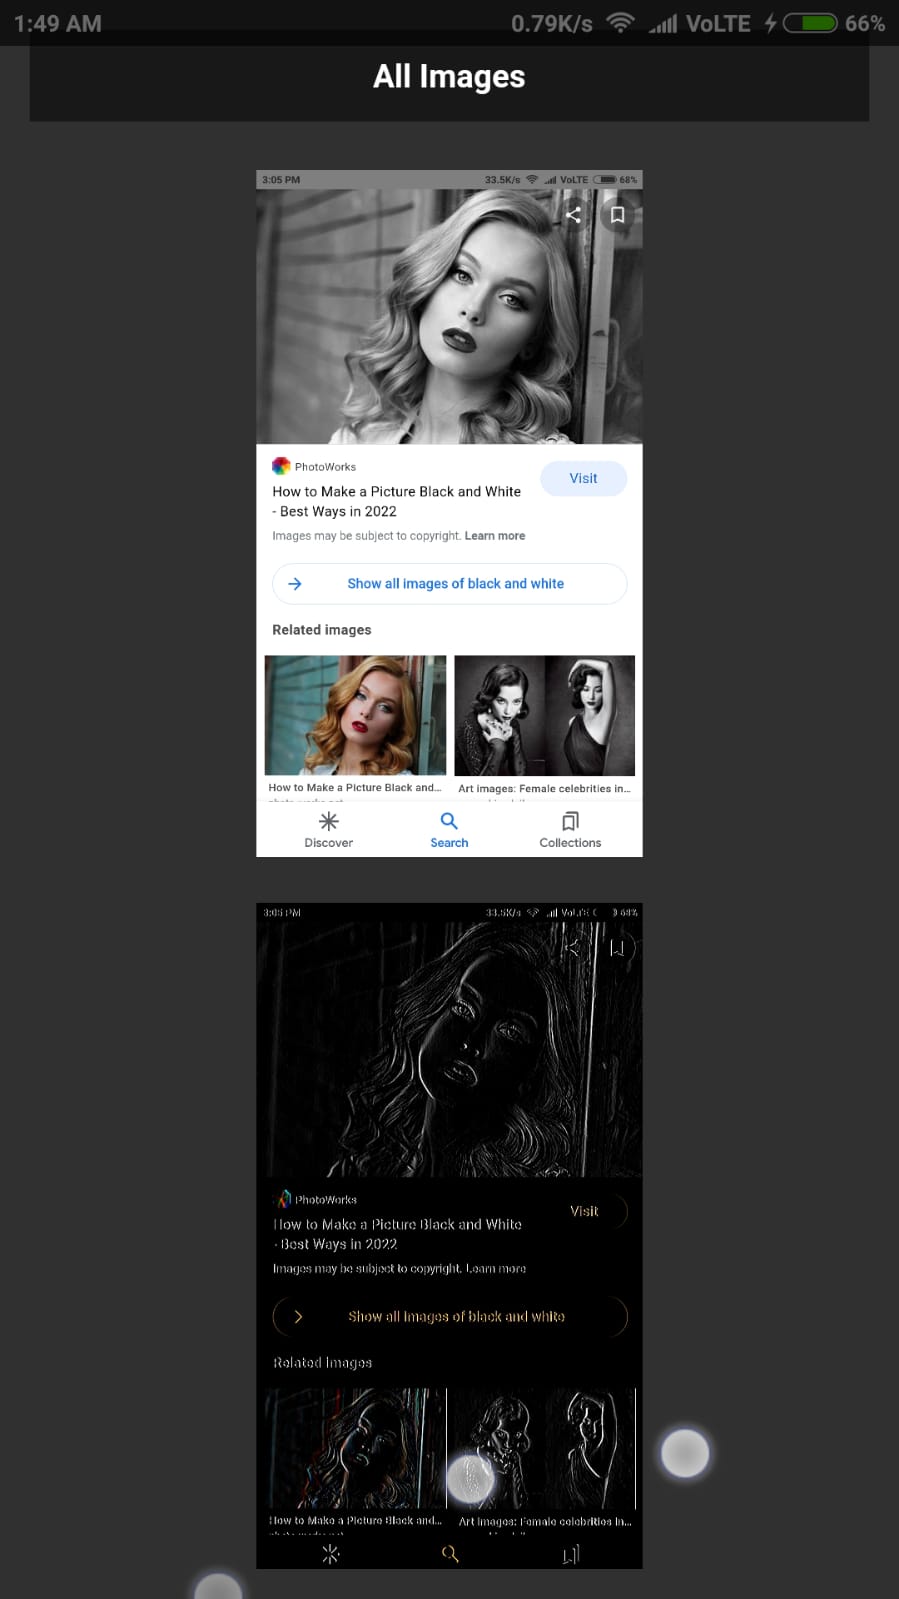 1:49 AM 0.79K/s VoLTE 66%
All Images
3:05 PM 33.5K/s VoLTE 68%
PhotoWorks
Visit
How to Make a Picture Black and White
- Best Ways in 2022
Images may be subject to copyright. Learn more
Show all images of black and white
Related images
How to Make a Picture Black and...
Art images: Female celebrities in...
Discover
Search
Collections
3:05 PM 33.5K/s VoLTE 68%
PhotoWorks
Visit
How to Make a Picture Black and White
- Best Ways in 2022
Images may be subject to copyright. Learn more
Show all images of black and white
Related images
How to Make a Picture Black and...
Art images: Female celebrities in...